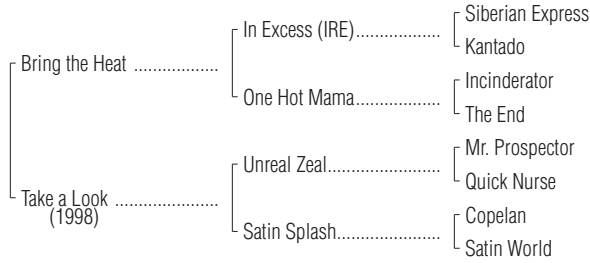 Siberian Express
In Excess (IRE)....................
Kantado
Bring the Heat ..................
Incinderator
One Hot Mama..................
The End
Mr. Prospector
Unreal Zeal........................
Quick Nurse
Take a Look ......................
(1998)
Copelan
Satin Splash......................
Satin World